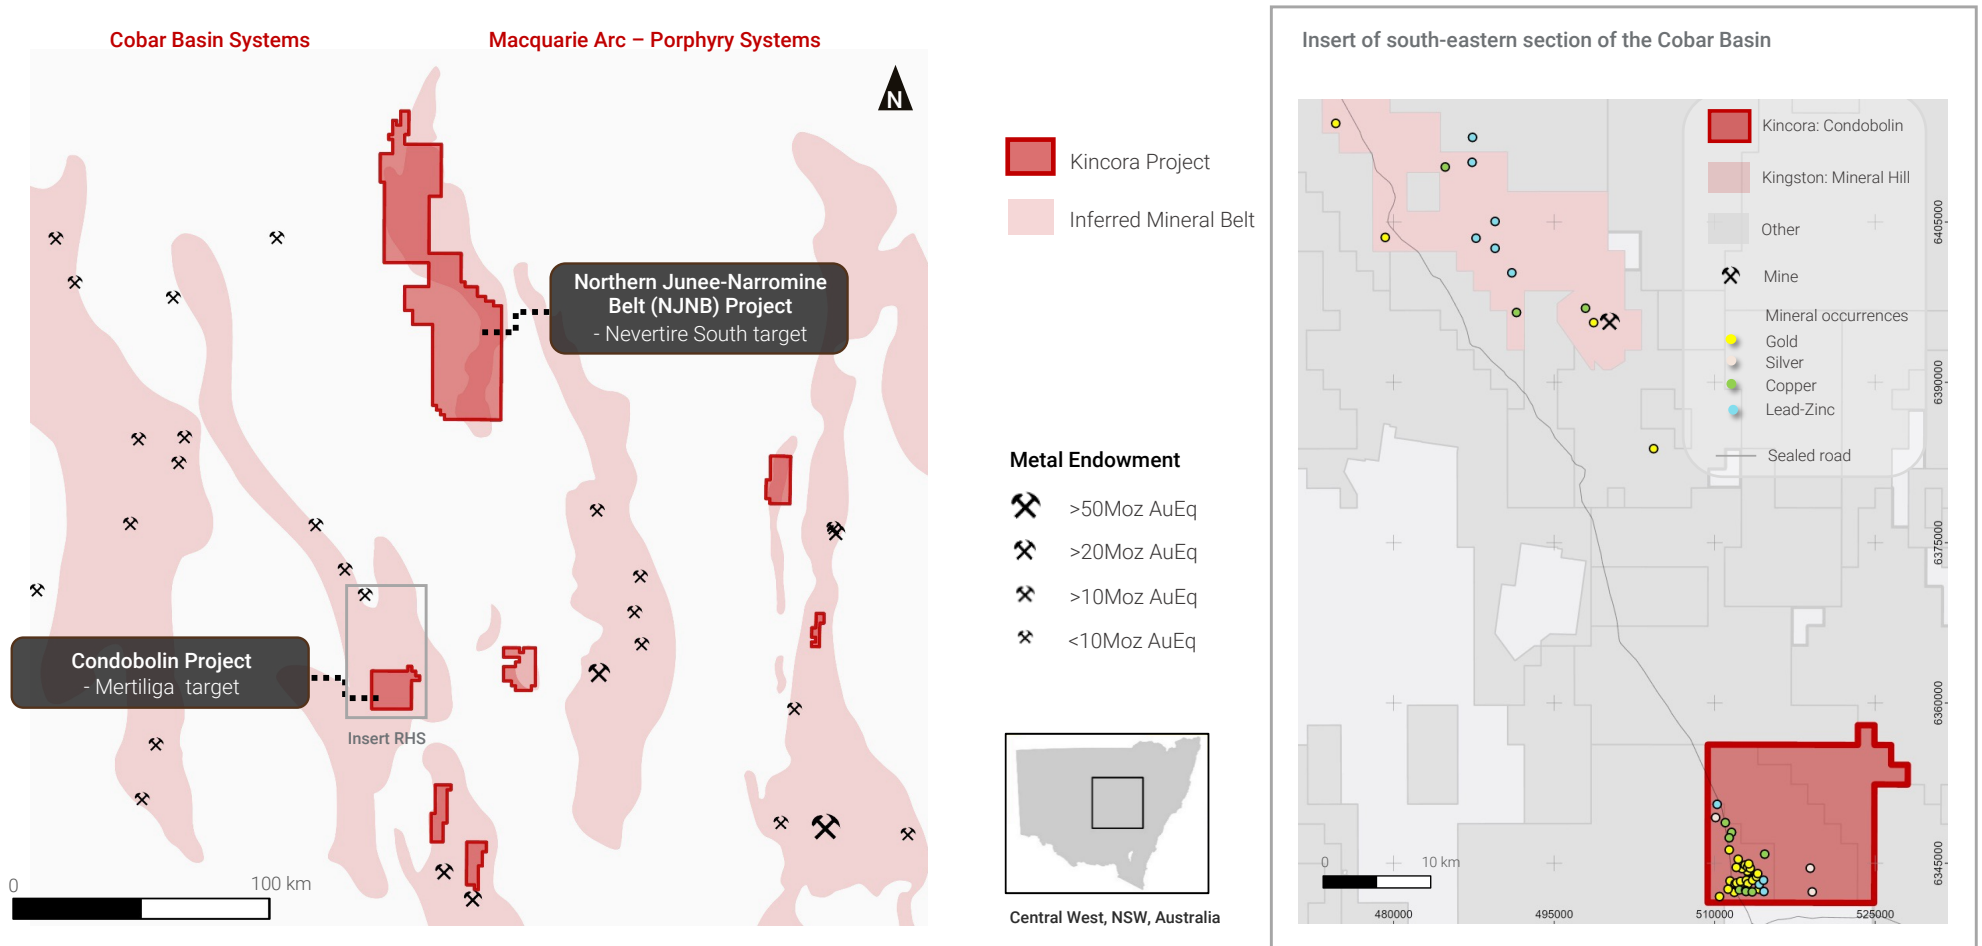 Cobar Basin Systems
Macquarie Arc – Porphyry Systems
N
Northern Junee-Narromine
Belt (NJNB) Project
- Nevertire South target
Condobolin Project
- Mertiliga target
Insert RHS
0
100 km
Kincora Project
Inferred Mineral Belt
Metal Endowment
>50Moz AuEq
>20Moz AuEq
>10Moz AuEq
<10Moz AuEq
Central West, NSW, Australia
Insert of south-eastern section of the Cobar Basin
Kincora: Condobolin
Kingston: Mineral Hill
Other
Mine
Mineral occurrences
Gold
Silver
Copper
Lead-Zinc
Sealed road
6405000
6390000
6375000
6360000
6345000
0
10 km
480000
495000
510000
525000